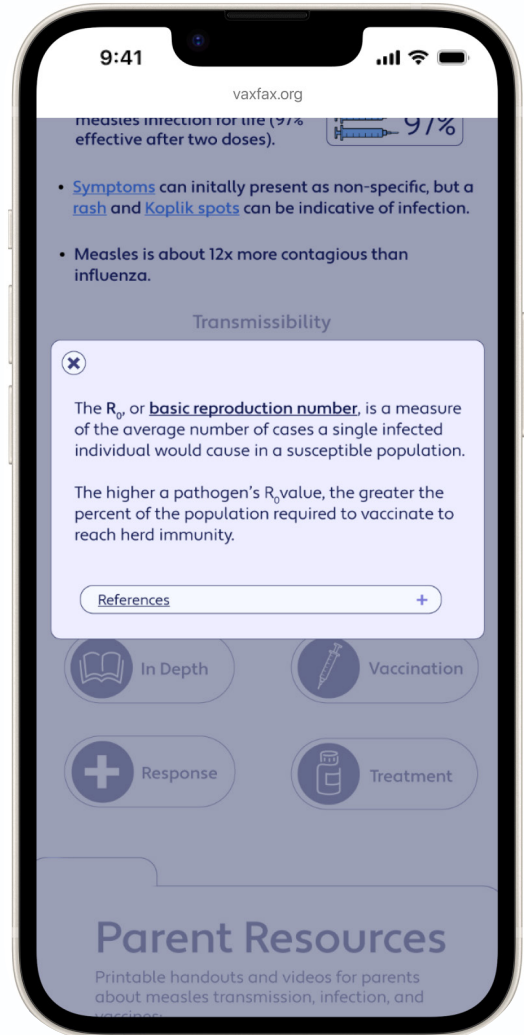 9:41
vaxfax.org
measles infection for life (97%
effective after two doses).
97%
• Symptoms can initally present as non-specific, but a
rash and Koplik spots can be indicative of infection.
• Measles is about 12x more contagious than
influenza.
Transmissibility
The R₀, or basic reproduction number, is a measure
of the average number of cases a single infected
individual would cause in a susceptible population.
The higher a pathogen's R₀value, the greater the
percent of the population required to vaccinate to
reach herd immunity.
References +
In Depth
Vaccination
Response
Treatment
Parent Resources
Printable handouts and videos for parents
about measles transmission, infection, and
vaccines: